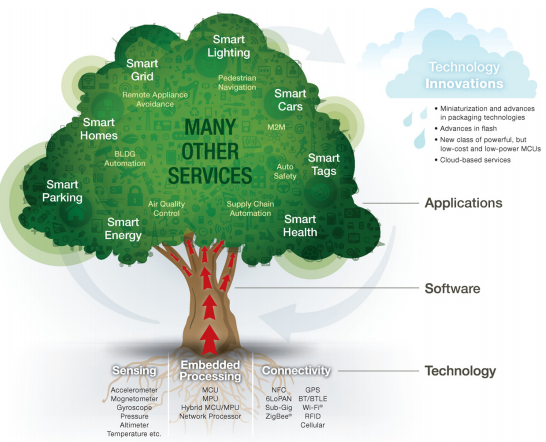 Smart
Lighting
Smart
Grid
Pedestrian
Navigation
Remote Appliance
Avoidance
Smart
Cars
Smart
Homes
M2M
MANY
OTHER
SERVICES
BLDG
Automation
Smart
Tags
Auto
Safety
Smart
Parking
Air Quality
Control
Supply Chain
Automation
Smart
Energy
Smart
Health
Technology
Innovations
• Miniaturization and advances
in packaging technologies
• Advances in flash
• New class of powerful, but
low-cost and low-power MCUs
• Cloud-based services
Applications
Software
Technology
Sensing
Accelerometer
Mognetometer
Gyroscope
Pressure
Altimeter
Temperature etc.
Embedded
Processing
MCU
MPU
Hybrid MCU/MPU
Network Processor
Connectivity
NFC
6LoPAN
Sub-Gig
ZigBee®
GPS
BT/BTLE
Wi-Fi®
RFID
Cellular